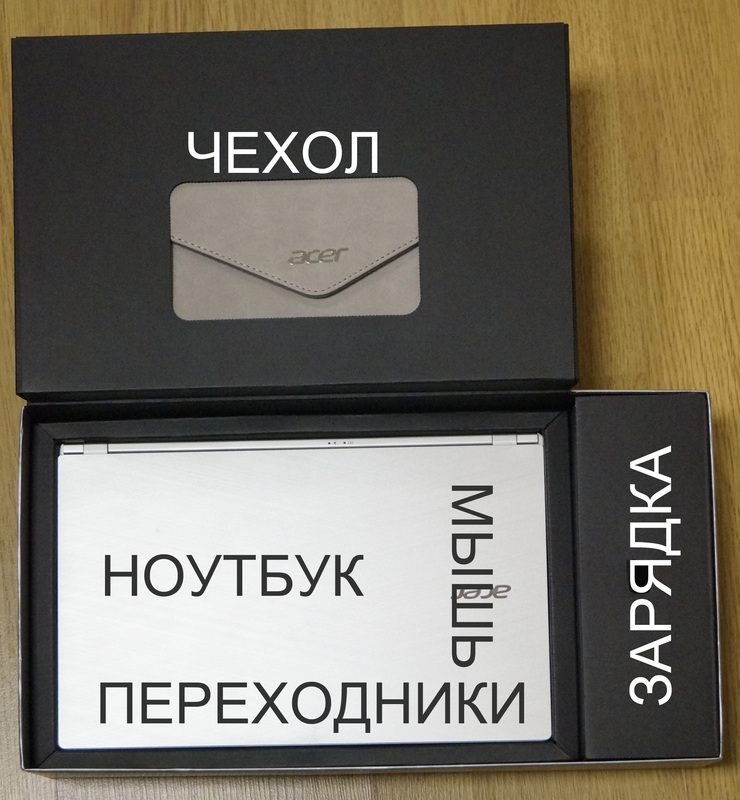 ЧЕХОЛ
acer
НОУТБУК
МЫШЬ
acer
ПЕРЕХОДНИКИ
ЗАРЯДКА